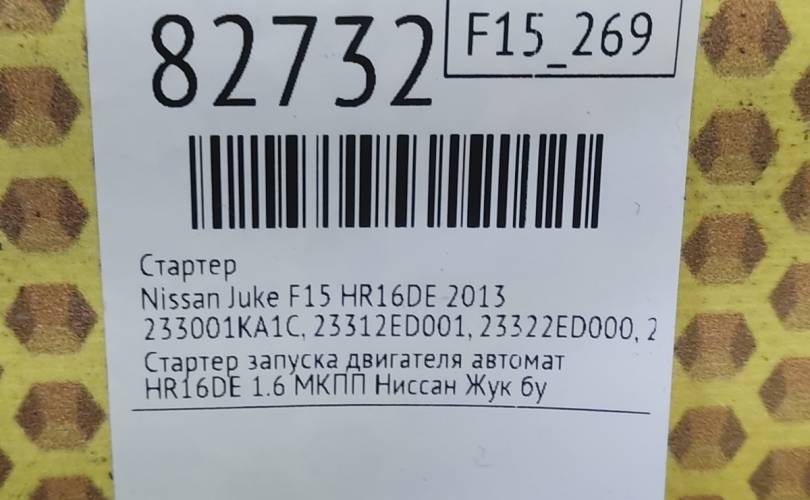 82732
F15_269
Стартер
Nissan Juke F15 HR16DE 2013
233001KA1C, 23312ED001, 23322ED000, 2
Стартер запуска двигателя автомат
HR16DE 1.6 МКПП Ниссан Жук бу